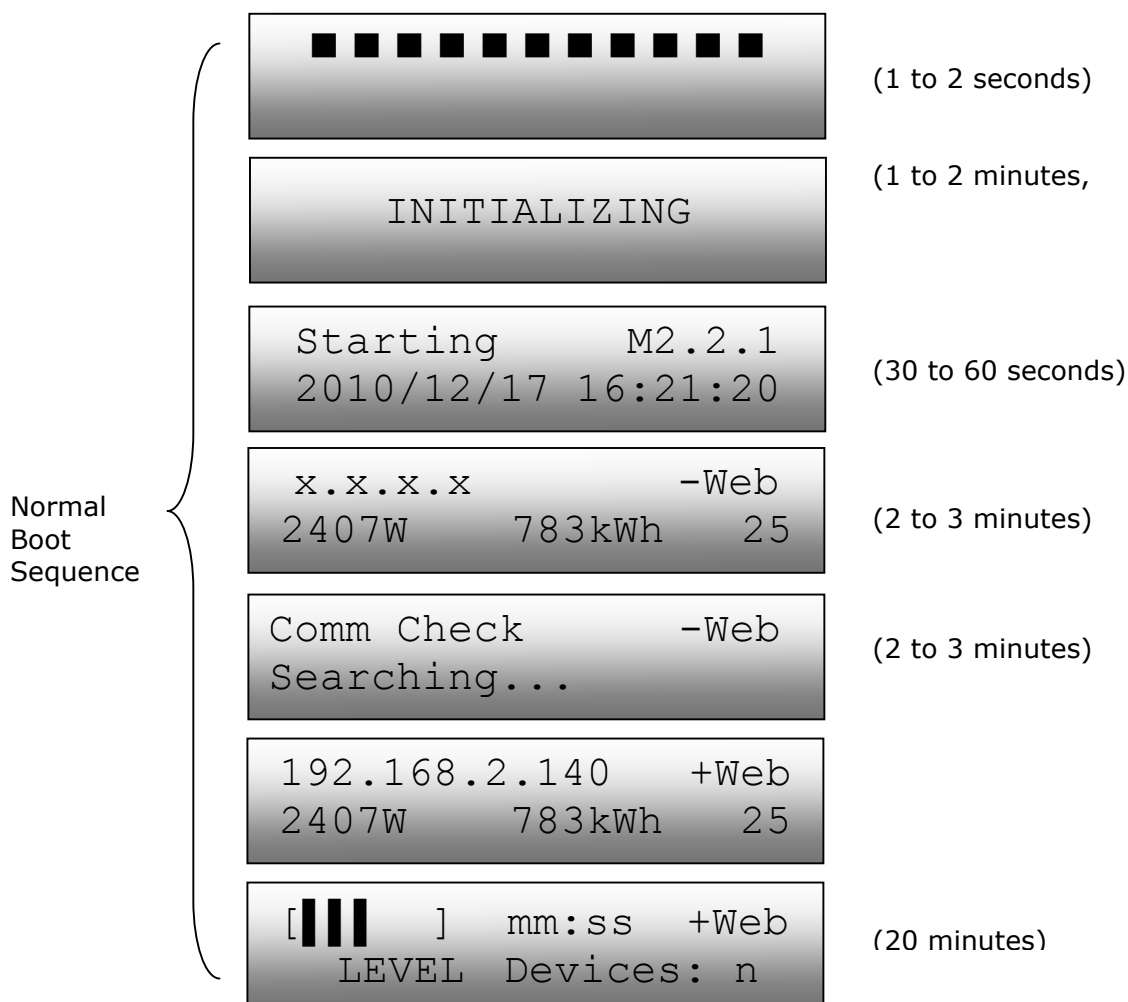 (1 to 2 seconds)
INITIALIZING
(1 to 2 minutes,
Starting M2.2.1
2010/12/17 16:21:20
(30 to 60 seconds)
x.x.x.x -Web
2407W 783kWh 25
(2 to 3 minutes)
Normal
Boot
Sequence
Comm Check -Web
Searching...
(2 to 3 minutes)
192.168.2.140 +Web
2407W 783kWh 25
[ ] mm:ss +Web
LEVEL Devices: n
(20 minutes)